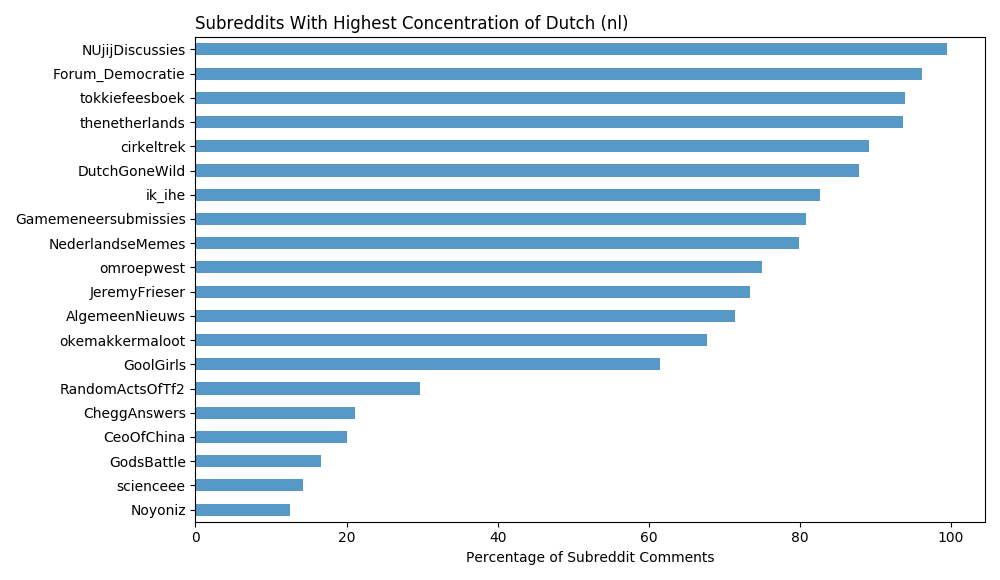 Subreddits With Highest Concentration of Dutch (nl)
NUjijDiscussies
Forum_Democratie
tokkiefeesboek
thenetherlands
cirkeltrek
DutchGoneWild
ik_ihe
Gamemeneersubmissies
NederlandseMemes
omroepwest
JeremyFrieser
AlgemeenNieuws
okemakkermaloot
GoolGirls
RandomActsOfTf2
CheggAnswers
CeoOfChina
GodsBattle
scienceee
Noyoniz
0 20 40 60 80 100
Percentage of Subreddit Comments